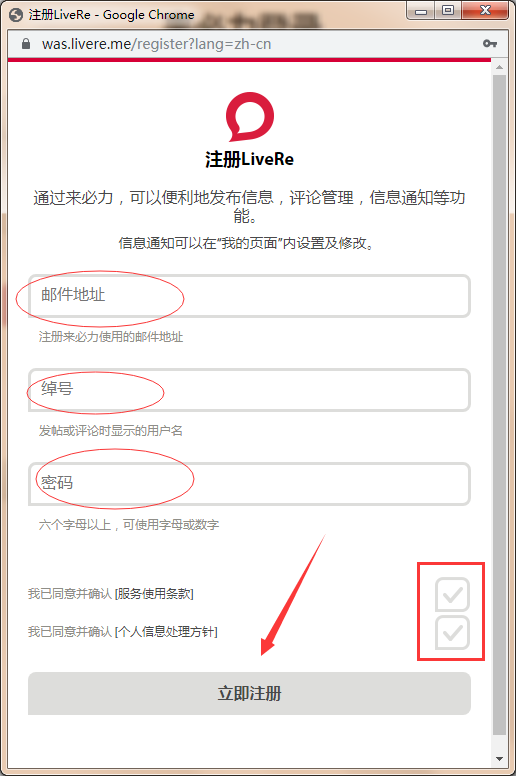 注册LiveRe - Google Chrome
was.livere.me/register?lang=zh-cn
注册LiveRe
通过来必力，可以便利地发布信息，评论管理，信息通知等功
能。
信息通知可以在"我的页面"内设置及修改。
邮件地址
注册来必力使用的邮件地址
绰号
发帖或评论时显示的用户名
密码
六个字母以上，可使用字母或数字
我已同意并确认 [服务使用条款]
我已同意并确认 [个人信息处理方针]
立即注册